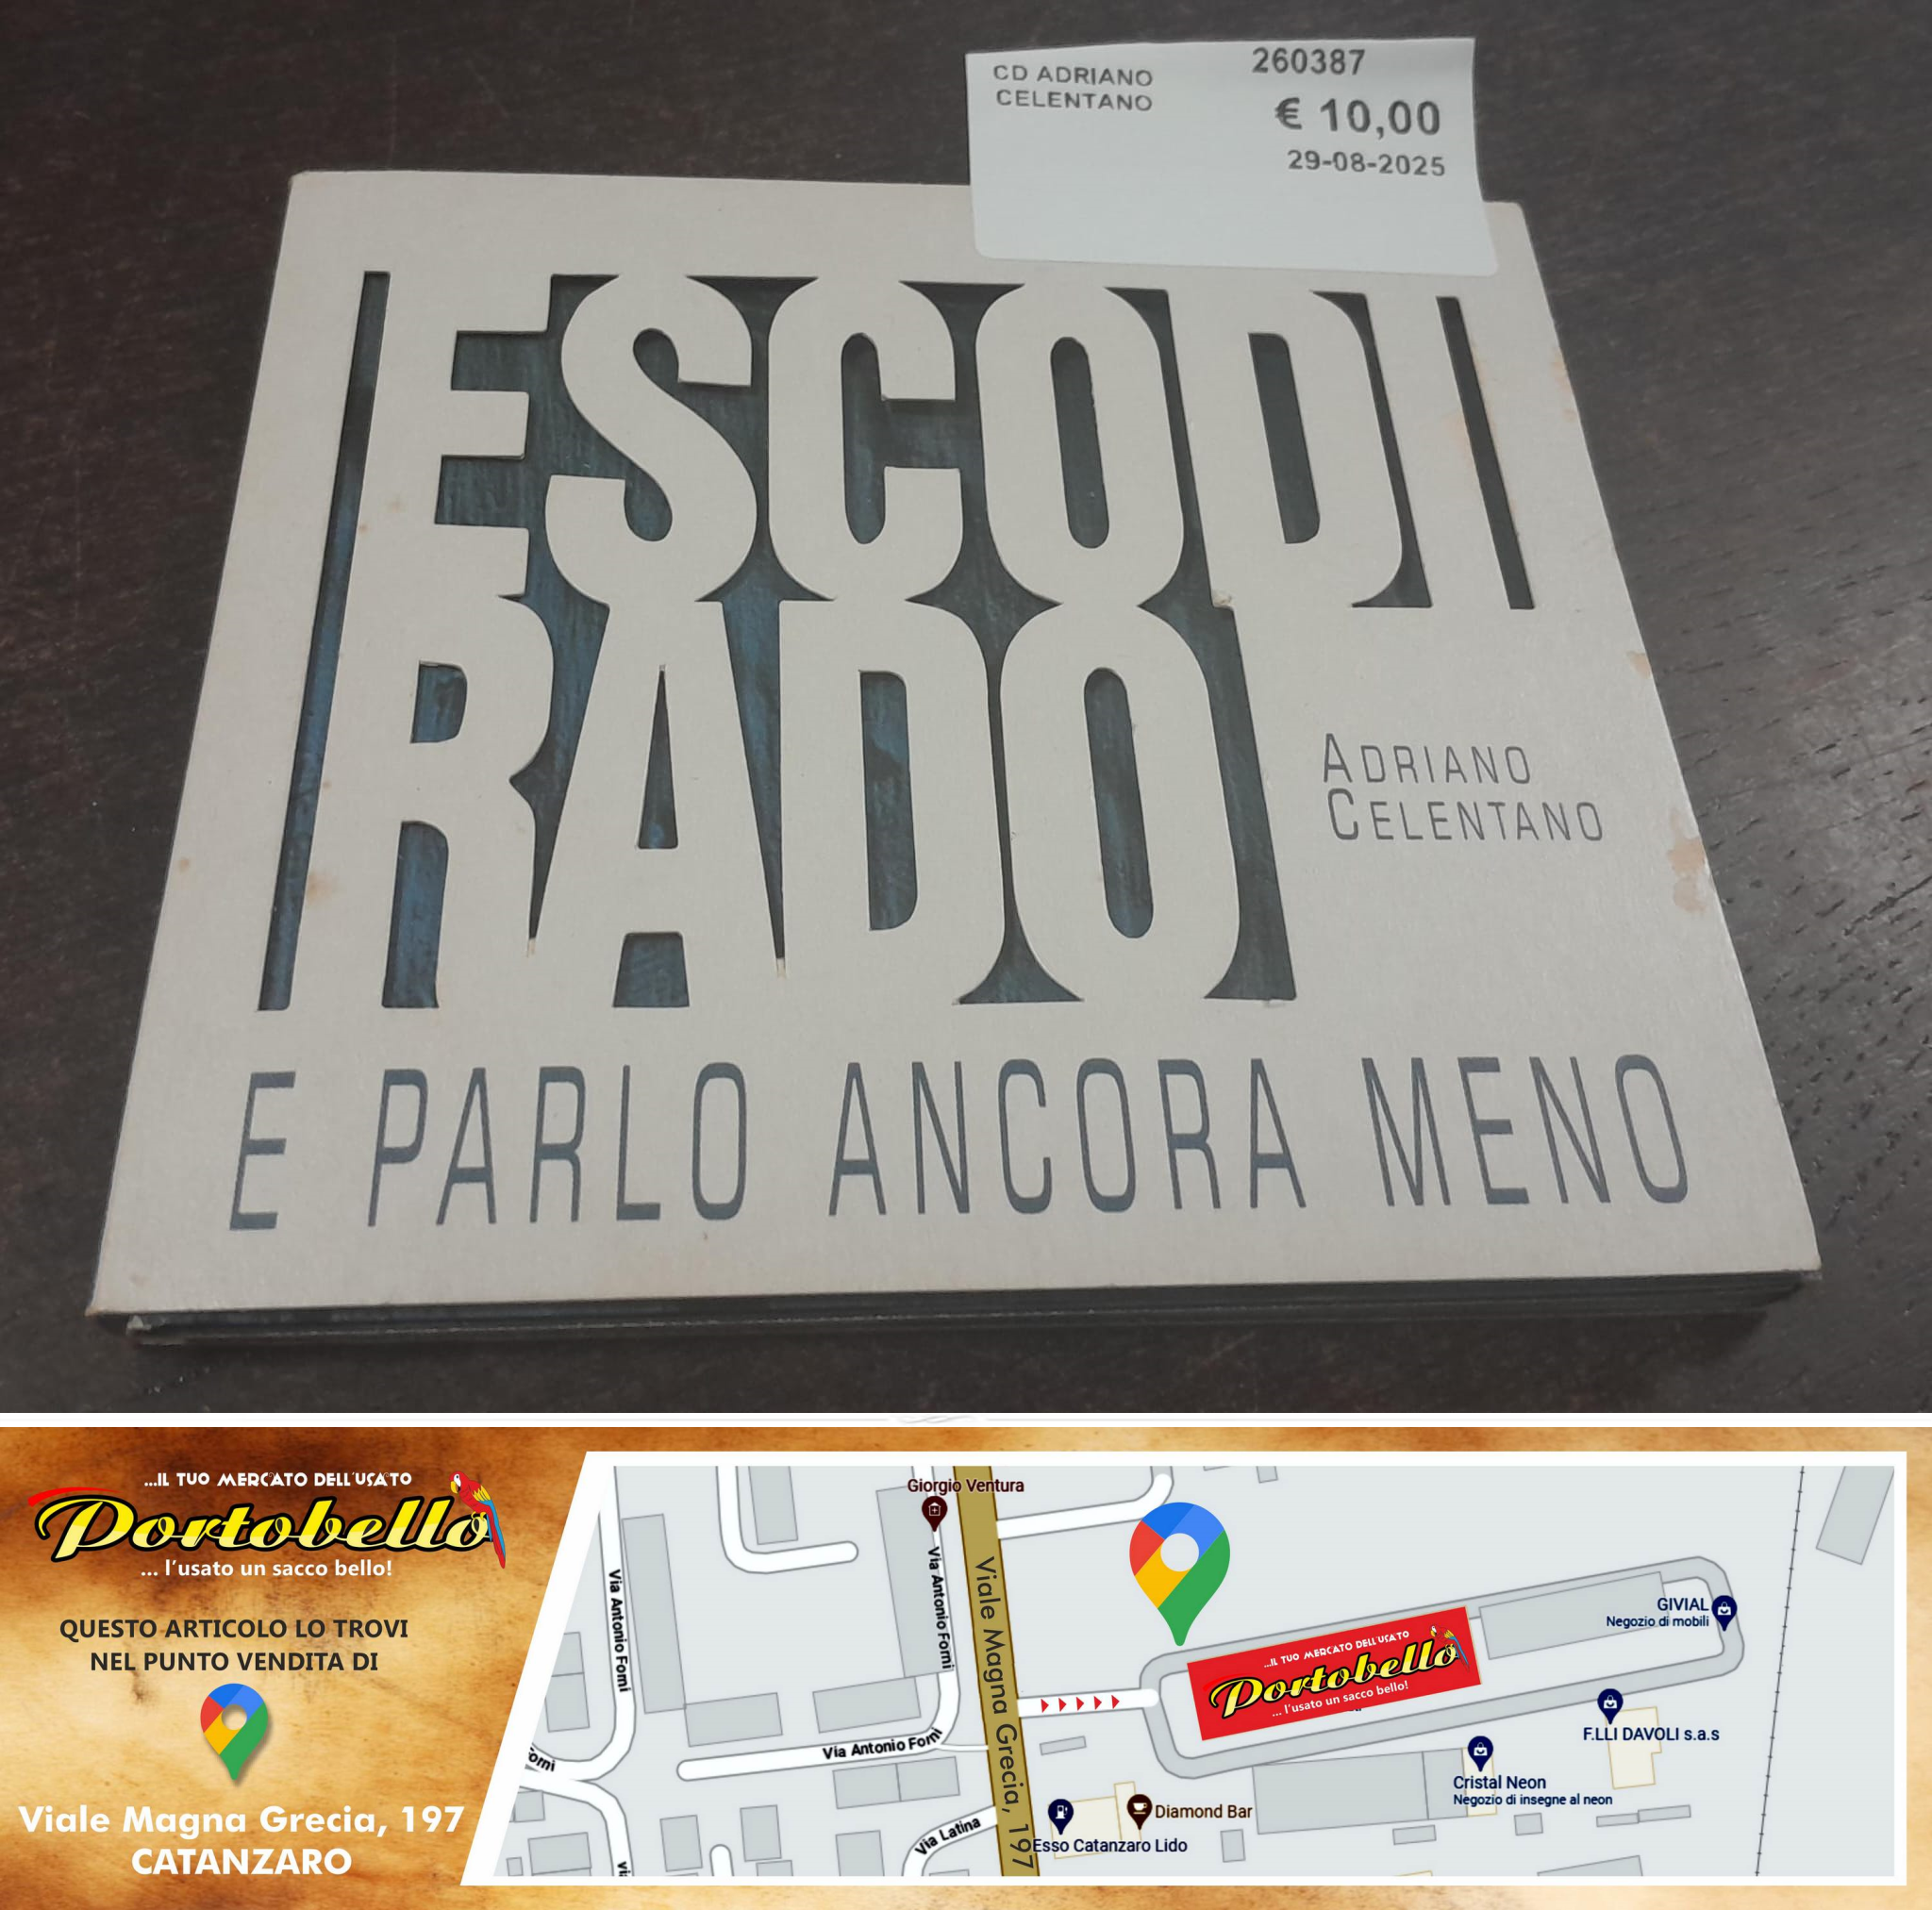 CD ADRIANO
CELENTANO
260387
€ 10,00
29-08-2025
ESCO DI
RADO
ADRIANO
CELENTANO
E PARLO ANCORA MENO
...IL TUO MERCATO DELL'USATO
Portobello
... l'usato un sacco bello!
QUESTO ARTICOLO LO TROVI
NEL PUNTO VENDITA DI
Viale Magna Grecia, 197
CATANZARO
Giorgio Ventura
Via Antonio Forni
Via Antonio Forni
Viale Magna Grecia, 197
GIVIAL
Negozio di mobili
...IL TUO MERCATO DELL'USATO
Portobello
... l'usato un sacco bello!
F.LLI DAVOLI s.a.s
Via Antonio Forni
orni
Cristal Neon
Negozio di insegne al neon
Diamond Bar
Via Latina
Esso Catanzaro Lido